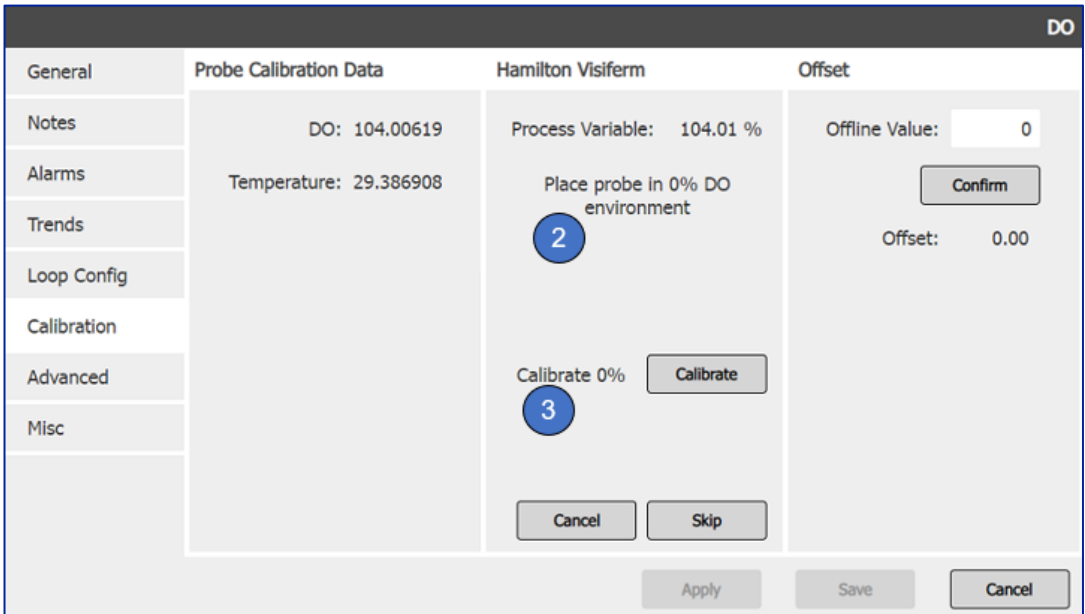 DO
General
Notes
Alarms
Trends
Loop Config
Calibration
Advanced
Misc
Probe Calibration Data
DO: 104.00619
Temperature: 29.386908
Hamilton Visiferm
Process Variable: 104.01 %
Place probe in 0% DO
environment
2
Calibrate 0% Calibrate
3
Cancel Skip
Offset
Offline Value: 0
Confirm
Offset: 0.00
Apply Save Cancel